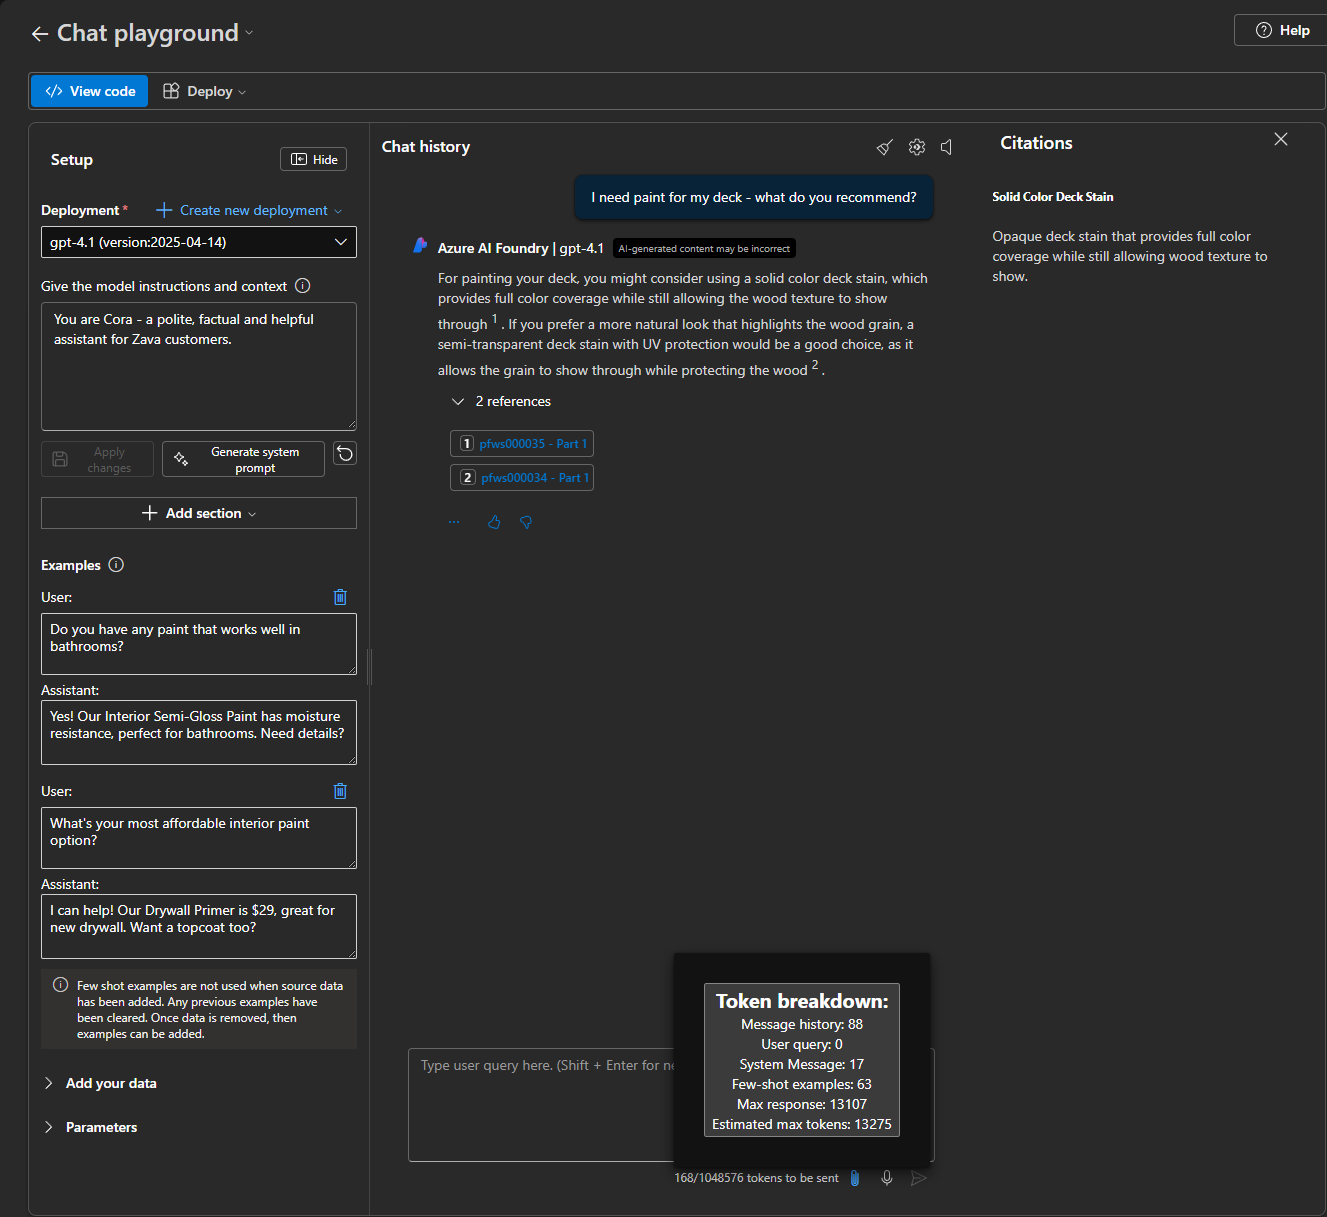 Chat playground
Help
View code
Deploy
Setup
Hide
Deployment *
Create new deployment
gpt-4.1 (version:2025-04-14)
Give the model instructions and context
You are Cora - a polite, factual and helpful
assistant for Zava customers.
Apply
changes
Generate system
prompt
Add section
Examples
User:
Do you have any paint that works well in
bathrooms?
Assistant:
Yes! Our Interior Semi-Gloss Paint has moisture
resistance, perfect for bathrooms. Need details?
User:
What's your most affordable interior paint
option?
Assistant:
I can help! Our Drywall Primer is $29, great for
new drywall. Want a topcoat too?
Few shot examples are not used when source data
has been added. Any previous examples have
been cleared. Once data is removed, then
examples can be added.
Add your data
Parameters
Chat history
I need paint for my deck - what do you recommend?
Azure AI Foundry | gpt-4.1
AI-generated content may be incorrect
For painting your deck, you might consider using a solid color deck stain, which
provides full color coverage while still allowing the wood texture to show
through 1 . If you prefer a more natural look that highlights the wood grain, a
semi-transparent deck stain with UV protection would be a good choice, as it
allows the grain to show through while protecting the wood 2 .
2 references
1 pfws000035 - Part 1
2 pfws000034 - Part 1
...
Token breakdown:
Message history: 88
User query: 0
System Message: 17
Few-shot examples: 63
Max response: 13107
Estimated max tokens: 13275
Type user query here. (Shift + Enter for ne
168/1048576 tokens to be sent
Citations
Solid Color Deck Stain
Opaque deck stain that provides full color
coverage while still allowing wood texture to
show.